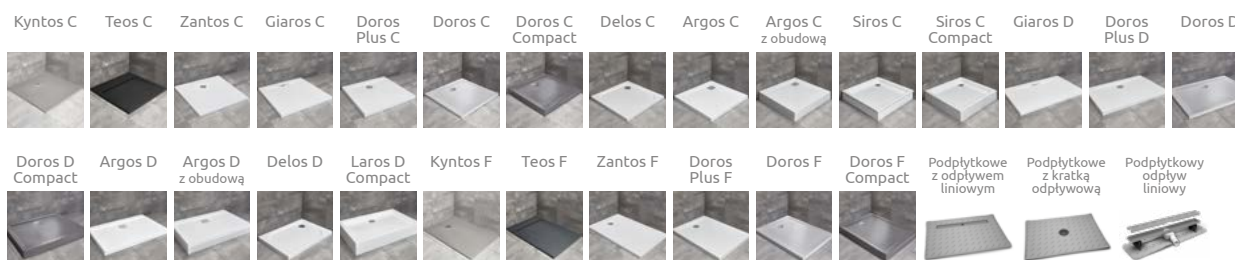 Kyntos C
Teos C
Zantos C
Giaros C
Doros
Plus C
Doros C
Doros C
Compact
Delos C
Argos C
Argos C
z obudową
Siros C
Siros C
Compact
Giaros D
Doros
Plus D
Doros D
Doros D
Compact
Argos D
Argos D
z obudową
Delos D
Laros D
Compact
Kyntos F
Teos F
Zantos F
Doros
Plus F
Doros F
Doros F
Compact
Podpłytkowe
z odpływem
liniowym
Podpłytkowe
z kratką
odpływową
Podpłytkowy
odpływ
liniowy